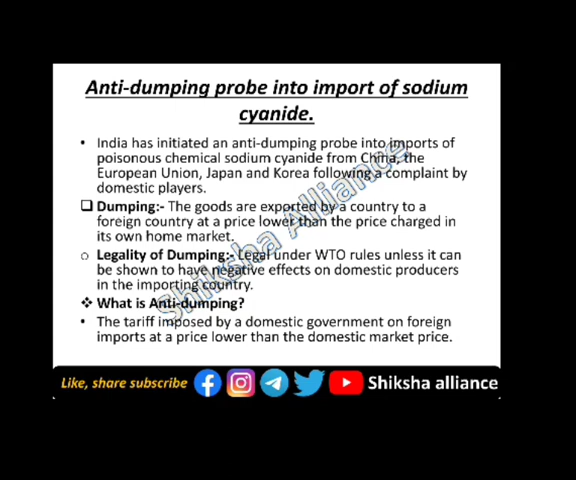 Anti-dumping probe into import of sodium
cyanide.
• India has initiated an anti-dumping probe into imports of
poisonous chemical sodium cyanide from China, the
European Union, Japan and Korea following a complaint by
domestic players.
❑ Dumping:- The goods are exported by a country to a
foreign country at a price lower than the price charged in
its own home market.
o Legality of Dumping:- Legal under WTO rules unless it can
be shown to have negative effects on domestic producers
in the importing country.
❖ What is Anti-dumping?
• The tariff imposed by a domestic government on foreign
imports at a price lower than the domestic market price.
Shiksha Alliance
Like, share subscribe
Shiksha alliance